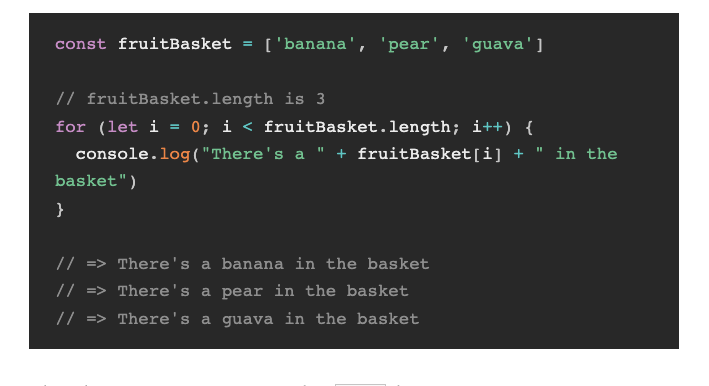 const fruitBasket = ['banana', 'pear', 'guava']
// fruitBasket.length is 3
for (let i = 0; i < fruitBasket.length; i++) {
  console.log("There's a " + fruitBasket[i] + " in the
basket")
}
// => There's a banana in the basket
// => There's a pear in the basket
// => There's a guava in the basket